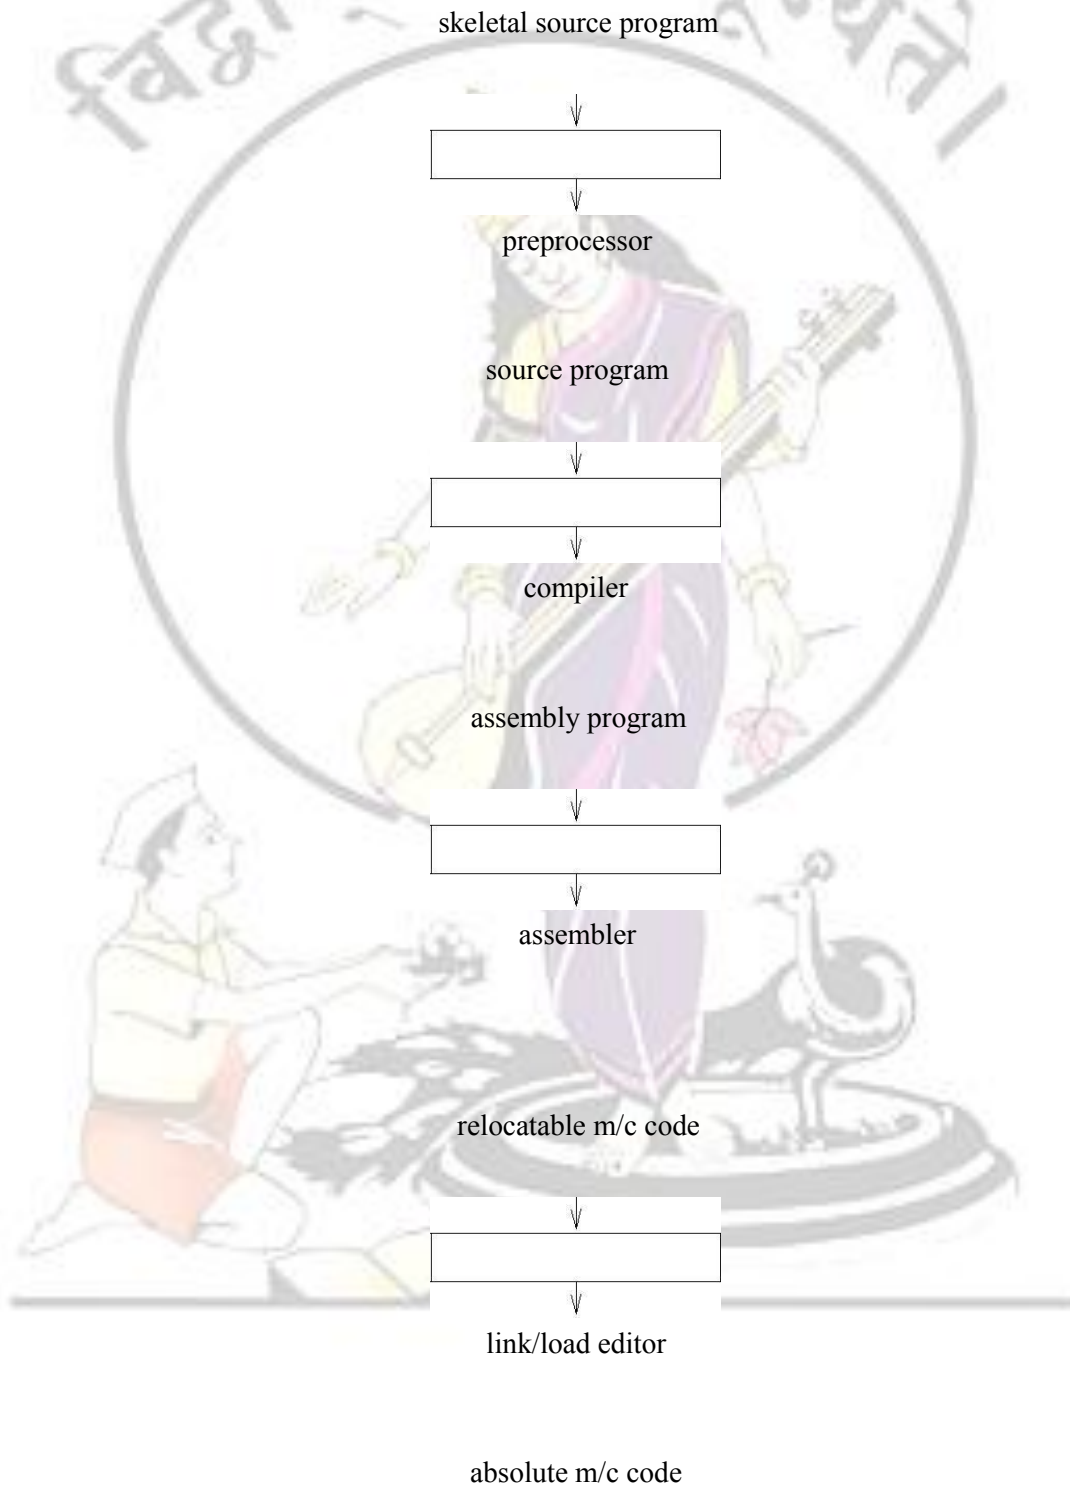 skeletal source program
preprocessor
source program
compiler
assembly program
assembler
relocatable m/c code
link/load editor
absolute m/c code